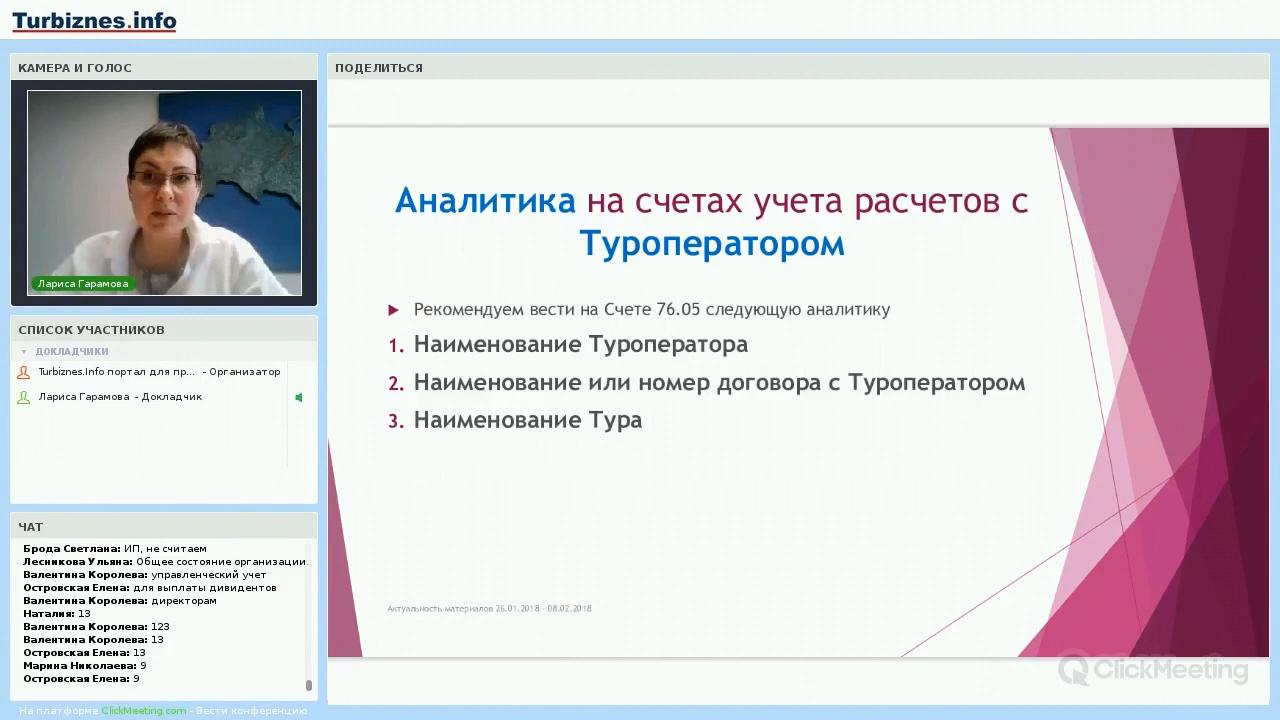 Turbiznes.info
КАМЕРА И ГОЛОС
Лариса Гарамова
СПИСОК УЧАСТНИКОВ
ДОКЛАДЧИКИ
Turbiznes.Info портал для пр... - Организатор
Лариса Гарамова - Докладчик
ЧАТ
Брода Светлана: ИП, не считаем
Лесникова Ульяна: Общее состояние организации.
Валентина Королева: управленческий учет
Островская Елена: для выплаты дивидентов
Валентина Королева: директорам
Наталия: 13
Валентина Королева: 123
Валентина Королева: 13
Островская Елена: 13
Марина Николаева: 9
Островская Елена: 9
На платформе ClickMeeting.com - Вести конференцию
ПОДЕЛИТЬСЯ
Аналитика на счетах учета расчетов с
Туроператором
Рекомендуем вести на Счете 76.05 следующую аналитику
1. Наименование Туроператора
2. Наименование или номер договора с Туроператором
3. Наименование Тура
Актуальность материалов 26.01.2018 - 08.02.2018
ClickMeeting